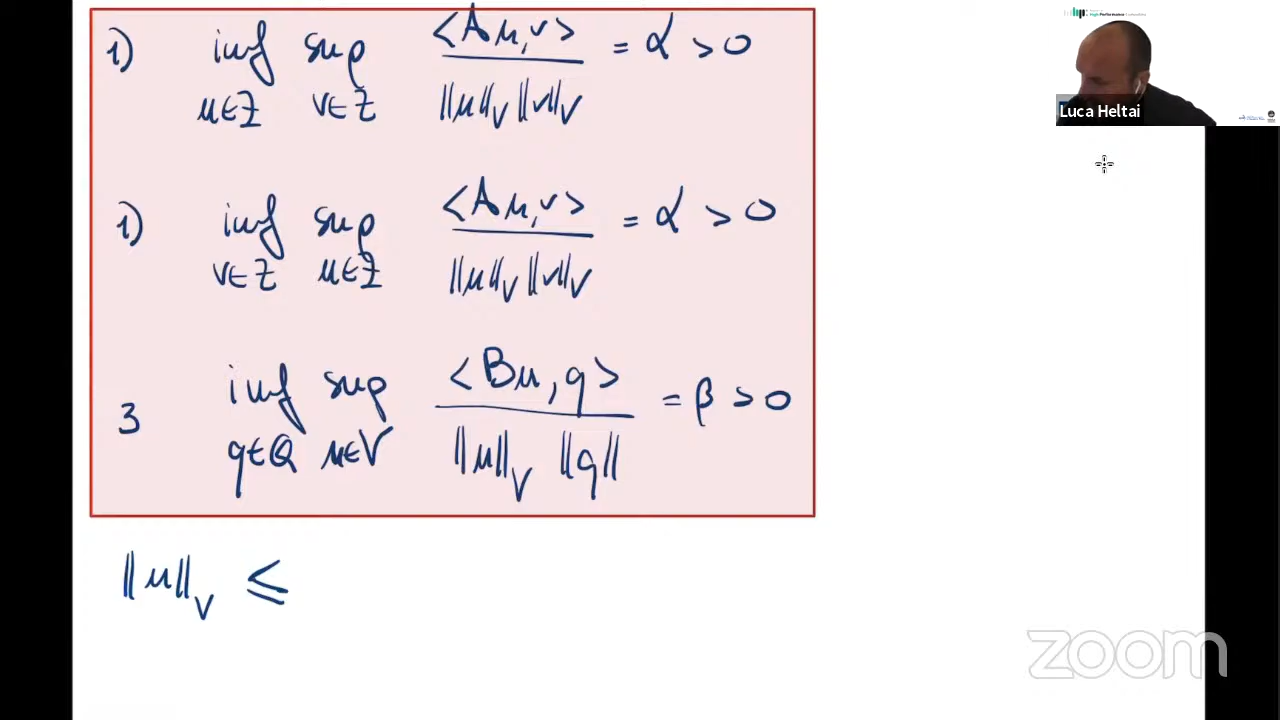 1) inf sup <Au,v> / ||u||_V ||v||_V = α > 0
u∈Z v∈Z
1) inf sup <Au,v> / ||u||_V ||v||_V = α > 0
v∈Z u∈Z
3 inf sup <Bu,q> / ||u||_V ||q|| = β > 0
q∈Q u∈V
||u||_V ≤
Luca Heltai
zoom